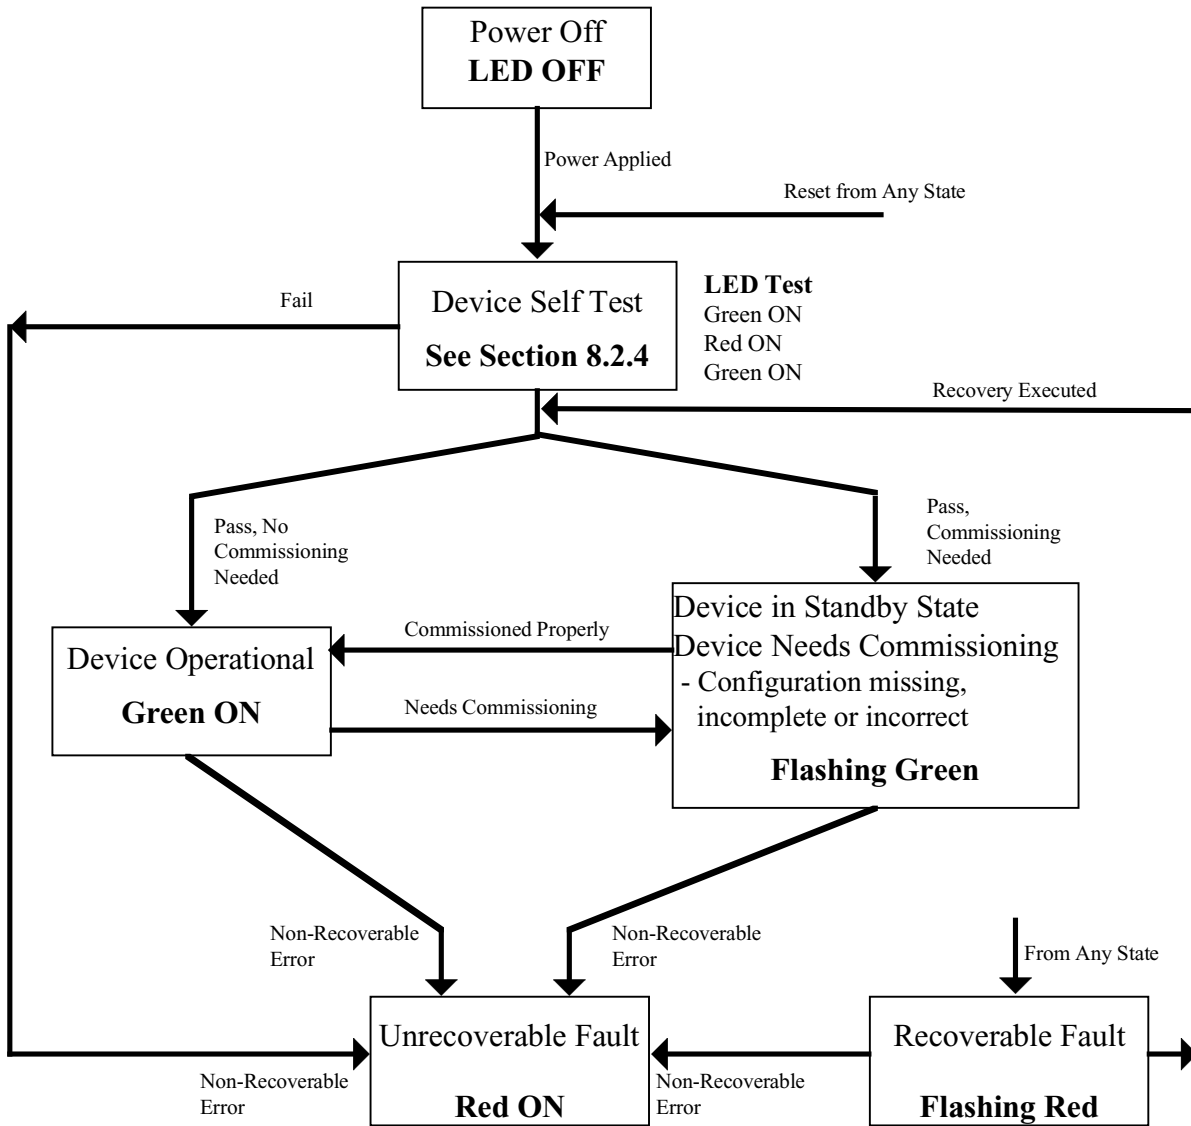 Power Off
LED OFF
Power Applied
Reset from Any State
Device Self Test
See Section 8.2.4
LED Test
Green ON
Red ON
Green ON
Fail
Recovery Executed
Pass, No
Commissioning
Needed
Pass,
Commissioning
Needed
Device Operational
Green ON
Commissioned Properly
Needs Commissioning
Device in Standby State
Device Needs Commissioning
- Configuration missing,
incomplete or incorrect
Flashing Green
Non-Recoverable
Error
Non-Recoverable
Error
From Any State
Unrecoverable Fault
Red ON
Recoverable Fault
Flashing Red
Non-Recoverable
Error
Non-Recoverable
Error